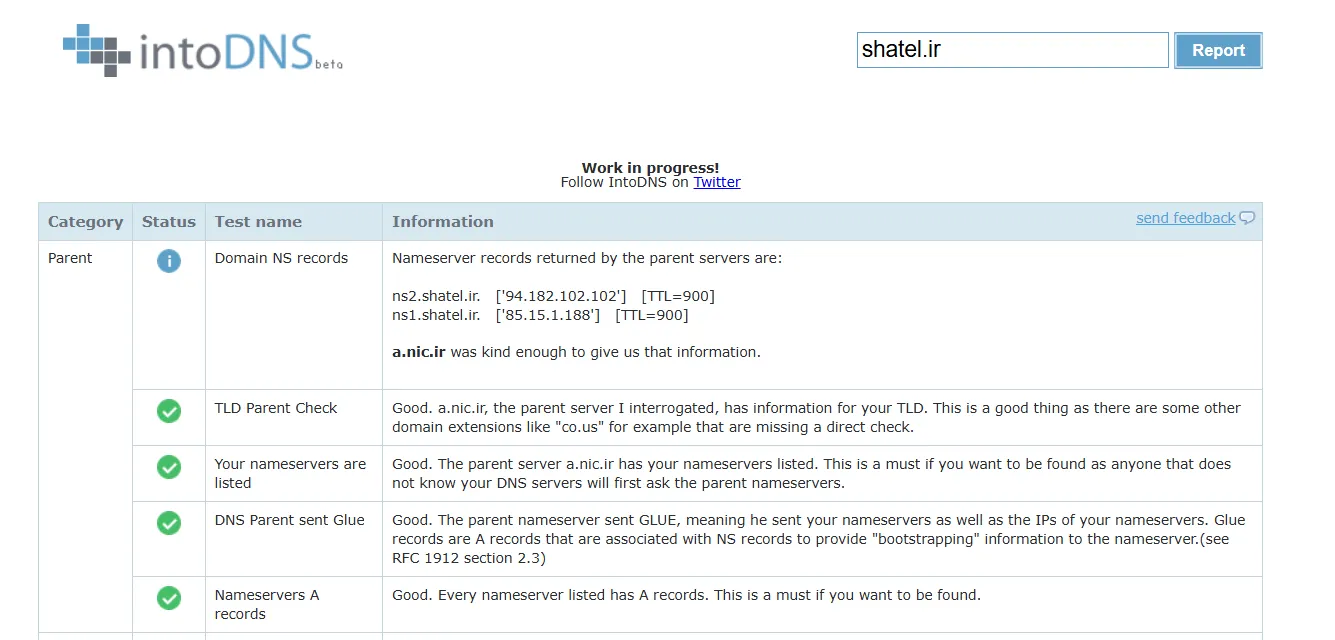 intoDNS beta
shatel.ir
Report
Work in progress!
Follow IntoDNS on Twitter
Category Status Test name Information send feedback
Parent
Domain NS records
Nameserver records returned by the parent servers are:
ns2.shatel.ir. ['94.182.102.102'] [TTL=900]
ns1.shatel.ir. ['85.15.1.188'] [TTL=900]
a.nic.ir was kind enough to give us that information.
TLD Parent Check
Good. a.nic.ir, the parent server I interrogated, has information for your TLD. This is a good thing as there are some other
domain extensions like "co.us" for example that are missing a direct check.
Your nameservers are
listed
Good. The parent server a.nic.ir has your nameservers listed. This is a must if you want to be found as anyone that does
not know your DNS servers will first ask the parent nameservers.
DNS Parent sent Glue
Good. The parent nameserver sent GLUE, meaning he sent your nameservers as well as the IPs of your nameservers. Glue
records are A records that are associated with NS records to provide "bootstrapping" information to the nameserver.(see
RFC 1912 section 2.3)
Nameservers A
records
Good. Every nameserver listed has A records. This is a must if you want to be found.